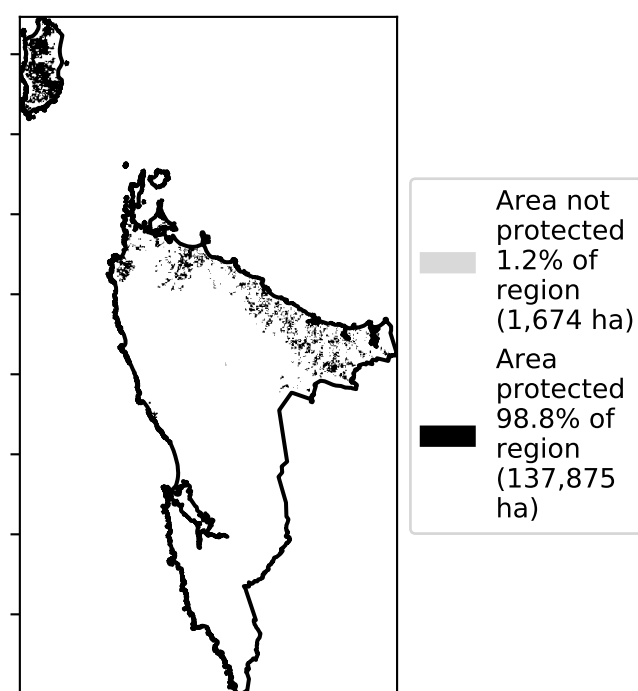 Area not
protected
1.2% of
region
(1,674 ha)
Area
protected
98.8% of
region
(137,875
ha)